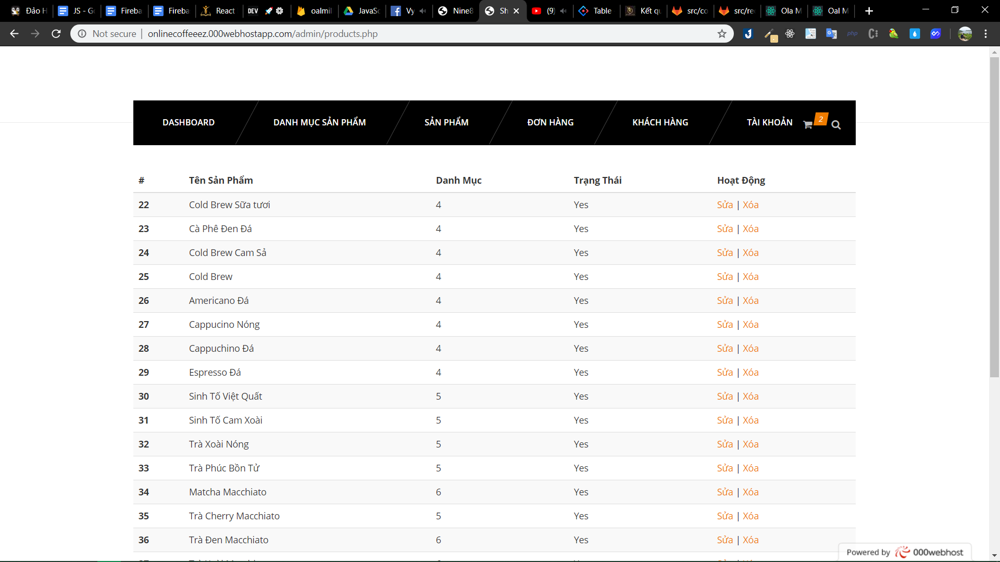 Đảo H JS - Go Fireba Fireba React DEV oalmil JavaSc Vy Nine8 Sh (9) Table Kết qu src/co src/re Ola M Oal M
Not secure | onlinecoffeeez.000webhostapp.com/admin/products.php
DASHBOARD DANH MỤC SẢN PHẨM SẢN PHẨM ĐƠN HÀNG KHÁCH HÀNG TÀI KHOẢN 2
# Tên Sản Phẩm Danh Mục Trạng Thái Hoạt Động
22 Cold Brew Sữa tươi 4 Yes Sửa | Xóa
23 Cà Phê Đen Đá 4 Yes Sửa | Xóa
24 Cold Brew Cam Sả 4 Yes Sửa | Xóa
25 Cold Brew 4 Yes Sửa | Xóa
26 Americano Đá 4 Yes Sửa | Xóa
27 Cappucino Nóng 4 Yes Sửa | Xóa
28 Cappuchino Đá 4 Yes Sửa | Xóa
29 Espresso Đá 4 Yes Sửa | Xóa
30 Sinh Tố Việt Quất 5 Yes Sửa | Xóa
31 Sinh Tố Cam Xoài 5 Yes Sửa | Xóa
32 Trà Xoài Nóng 5 Yes Sửa | Xóa
33 Trà Phúc Bồn Tử 5 Yes Sửa | Xóa
34 Matcha Macchiato 6 Yes Sửa | Xóa
35 Trà Cherry Macchiato 5 Yes Sửa | Xóa
36 Trà Đen Macchiato 6 Yes Sửa | Xóa
Powered by 000webhost